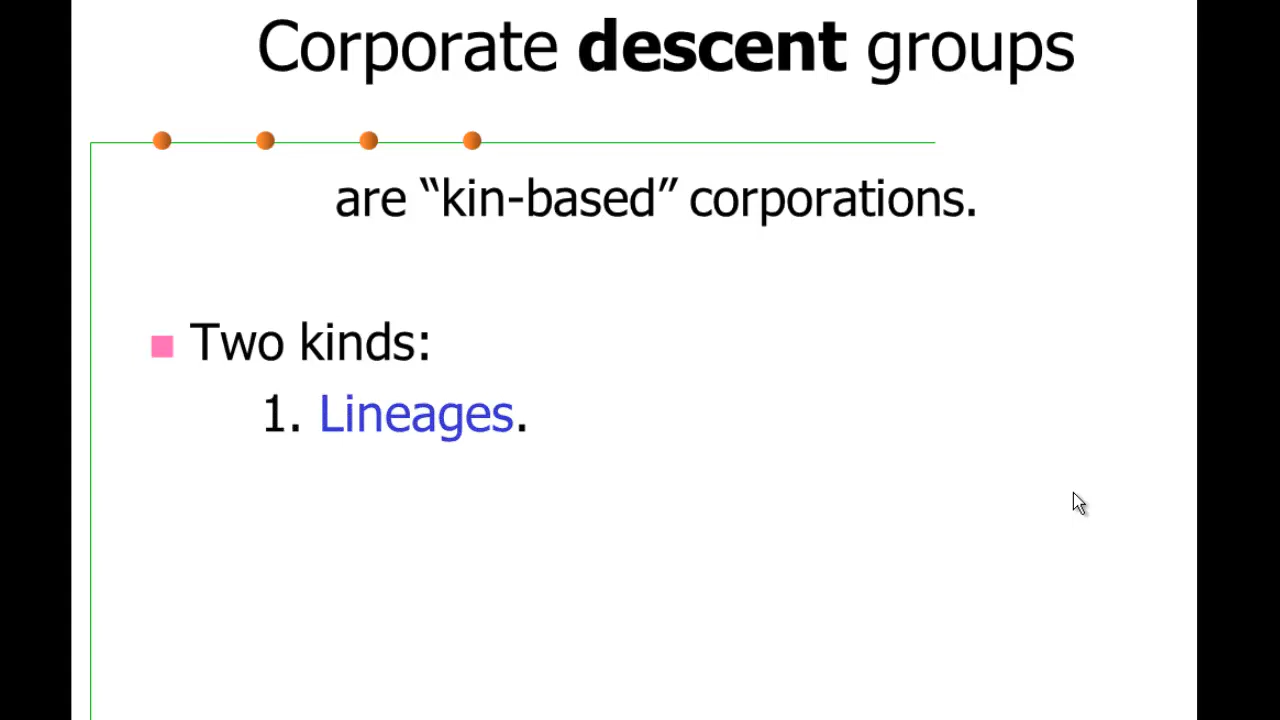 Corporate descent groups
are “kin-based” corporations.
Two kinds:
1. Lineages.